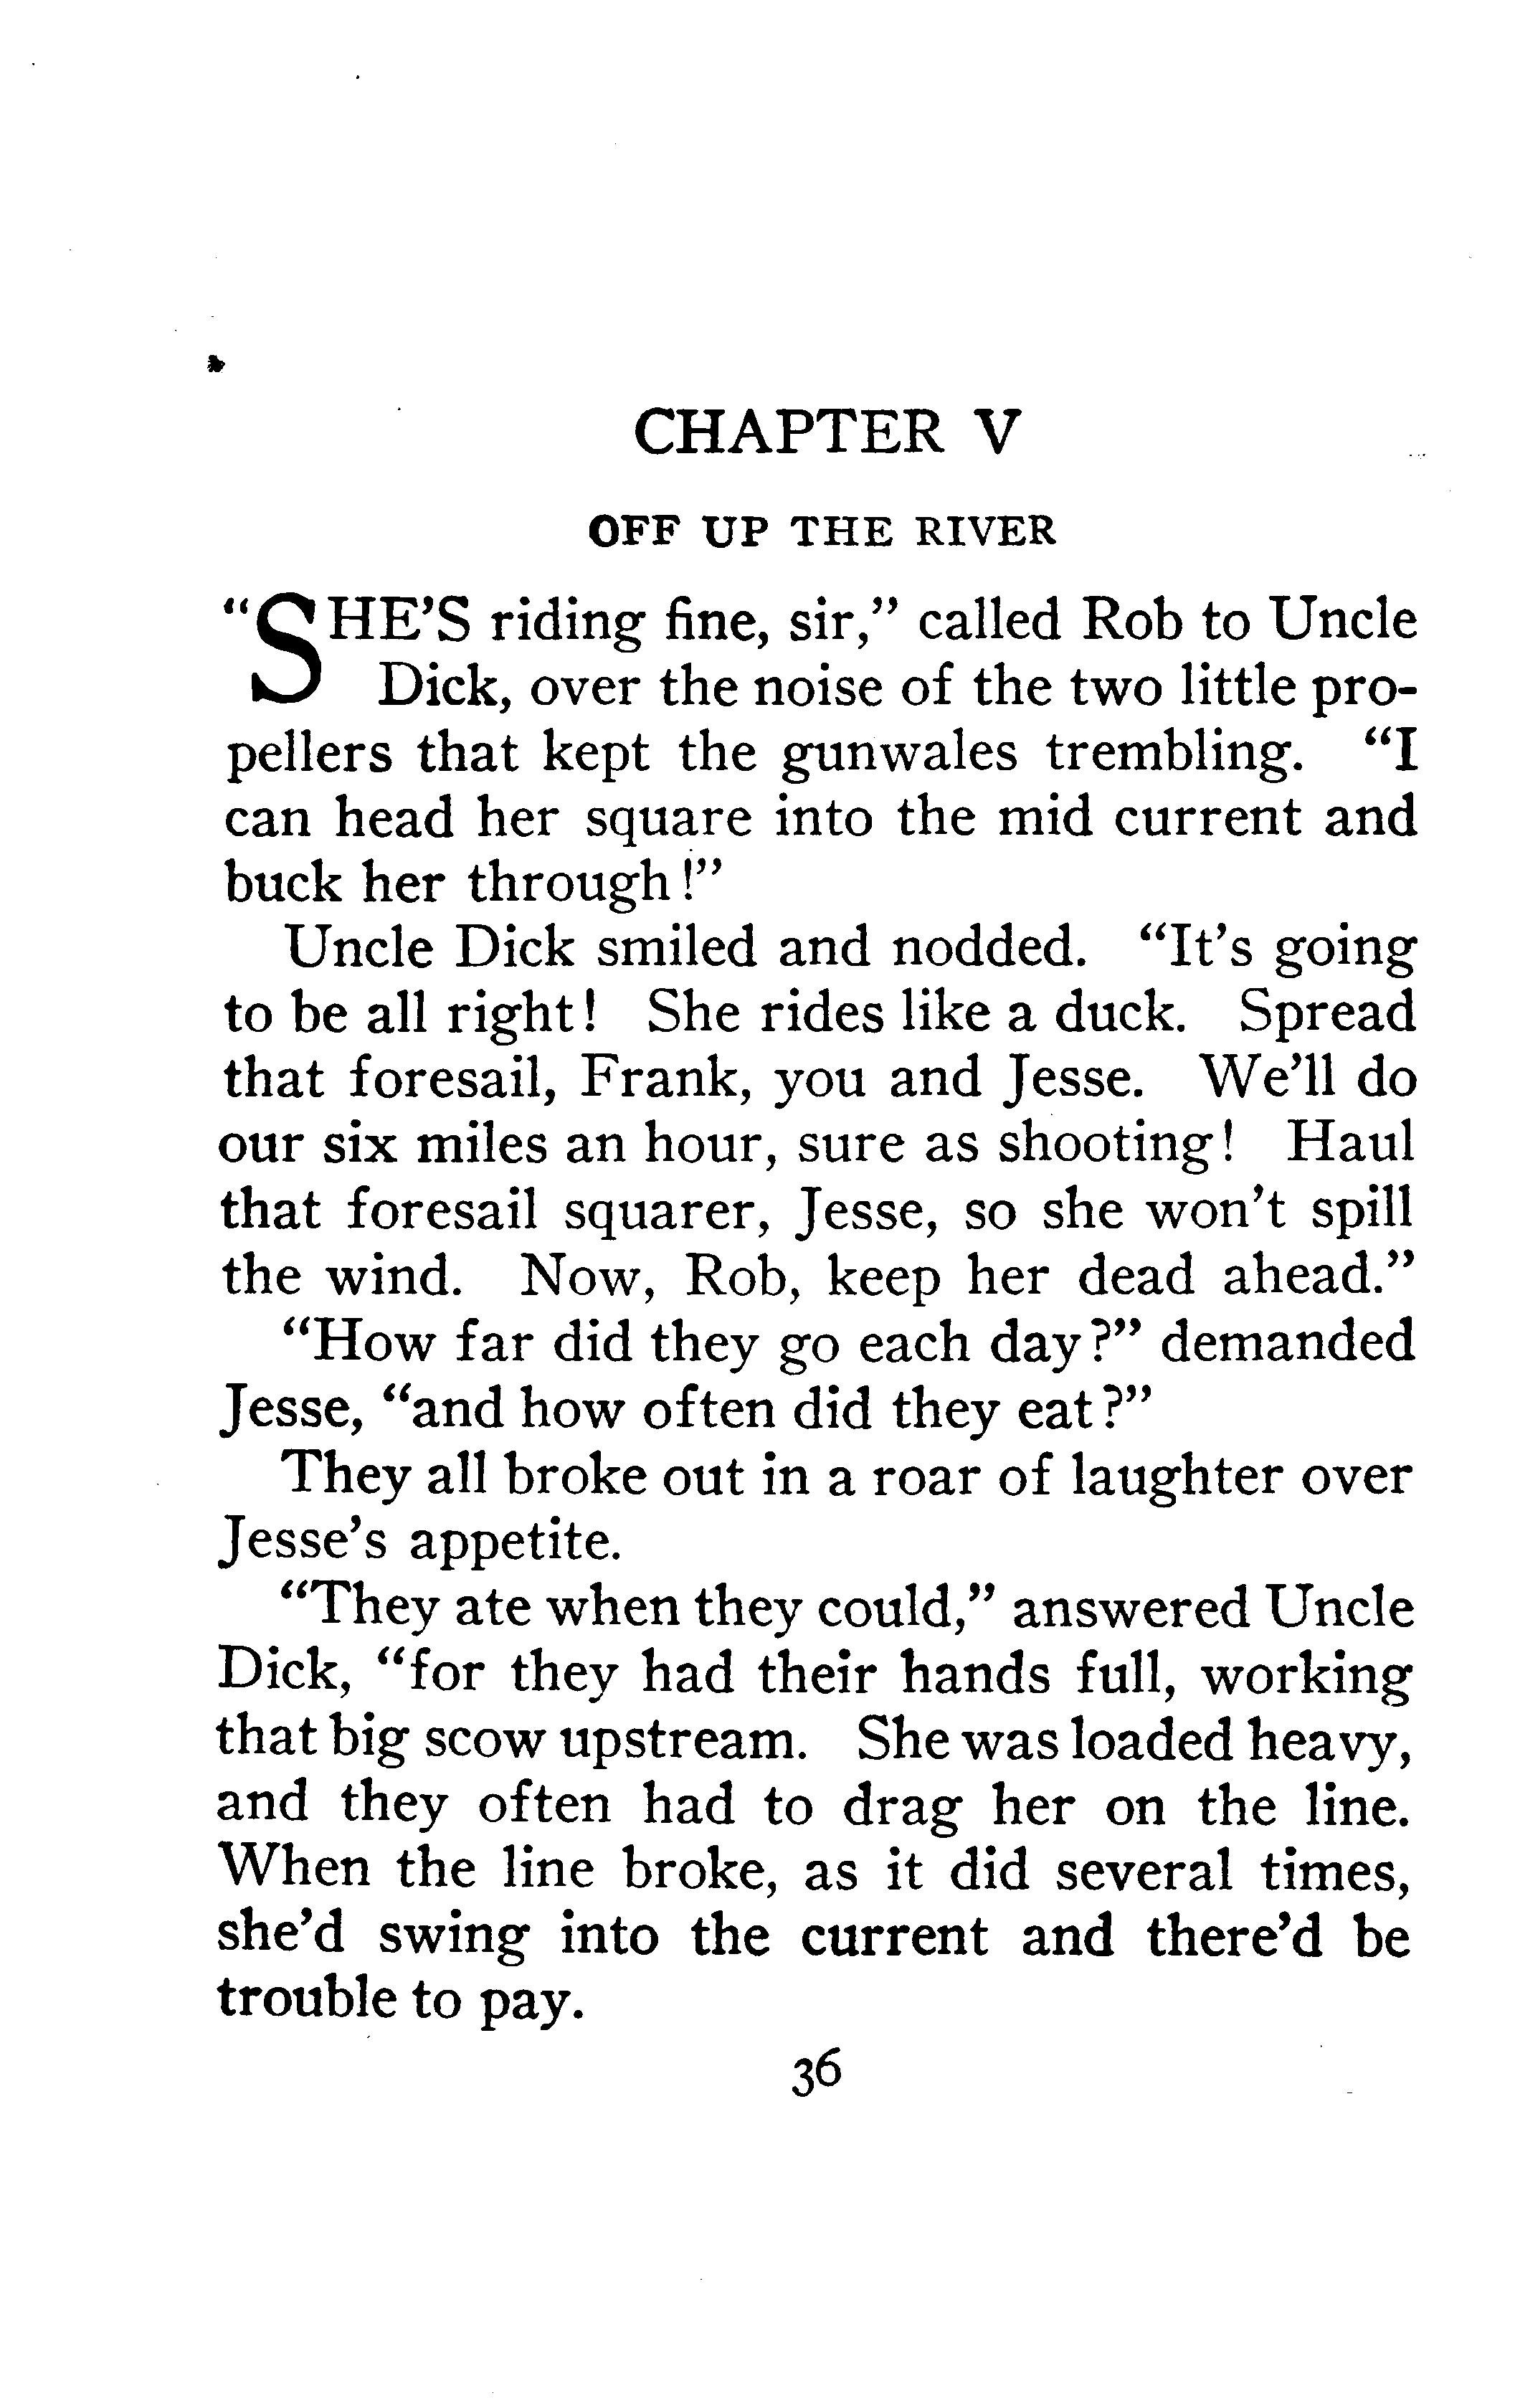 CHAPTER V
OFF UP THE RIVER
“SHE’S riding fine, sir,” called Rob to Uncle
Dick, over the noise of the two little pro-
pellers that kept the gunwales trembling. “I
can head her square into the mid current and
buck her through!”
Uncle Dick smiled and nodded. “It’s going
to be all right! She rides like a duck. Spread
that foresail, Frank, you and Jesse. We’ll do
our six miles an hour, sure as shooting! Haul
that foresail squarer, Jesse, so she won’t spill
the wind. Now, Rob, keep her dead ahead.”
“How far did they go each day?” demanded
Jesse, “and how often did they eat?”
They all broke out in a roar of laughter over
Jesse’s appetite.
“They ate when they could,” answered Uncle
Dick, “for they had their hands full, working
that big scow upstream. She was loaded heavy,
and they often had to drag her on the line.
When the line broke, as it did several times,
she’d swing into the current and there’d be
trouble to pay.
36